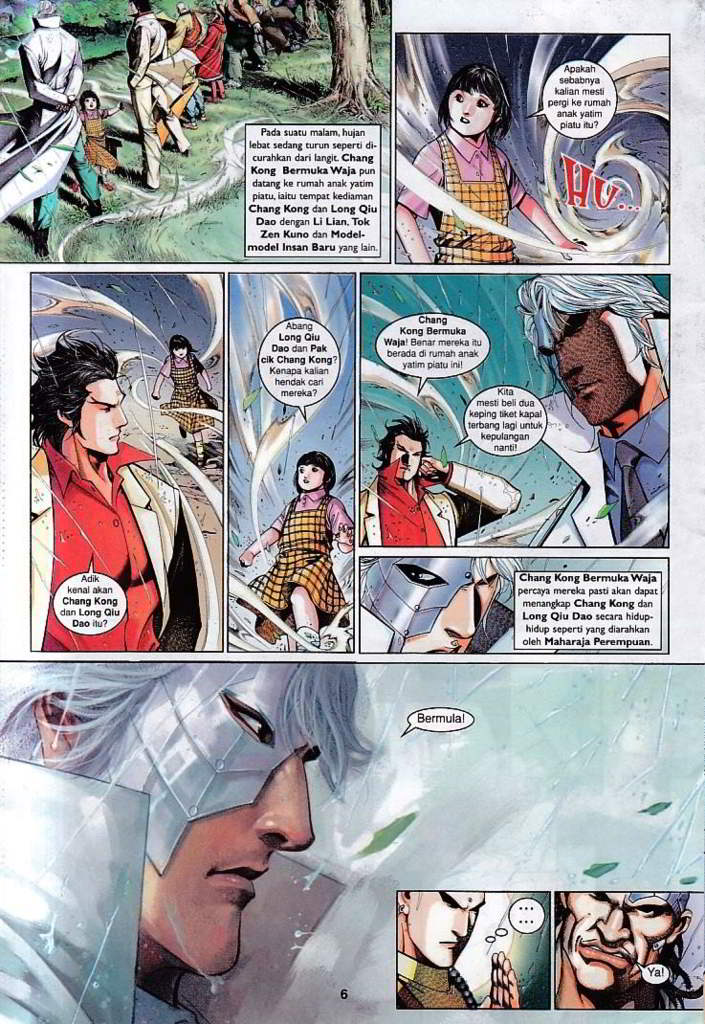 Pada suatu malam, hujan
lebat sedang turun seperti di-
curahkan dari langit. Chang
Kong Bermuka Waja pun
datang ke rumah anak yatim
piatu, iaitu tempat kediaman
Chang Kong dan Long Qiu
Dao dengan Li Lian, Tok
Zen Kuno dan Model-
model Insan Baru yang lain.
Apakah
sebabnya
kalian mesti
pergi ke rumah
anak yatim
piatu itu?
HU...
Adik
kenal akan
Chang Kong
dan Long Qiu
Dao itu?
Abang
Long Qiu
Dao dan Pak
cik Chang Kong?
Kenapa kalian
hendak cari
mereka?
Chang
Kong Bermuka
Waja! Benar mereka itu
berada di rumah anak
yatim piatu ini!
Kita
mesti beli dua
keping tiket kapal
terbang lagi untuk
kepulangan
nanti!
Chang Kong Bermuka Waja
percaya mereka pasti akan dapat
menangkap Chang Kong dan
Long Qiu Dao secara hidup-
hidup seperti yang diarahkan
oleh Maharaja Perempuan.
Bermula!
...
...
Ya!
6